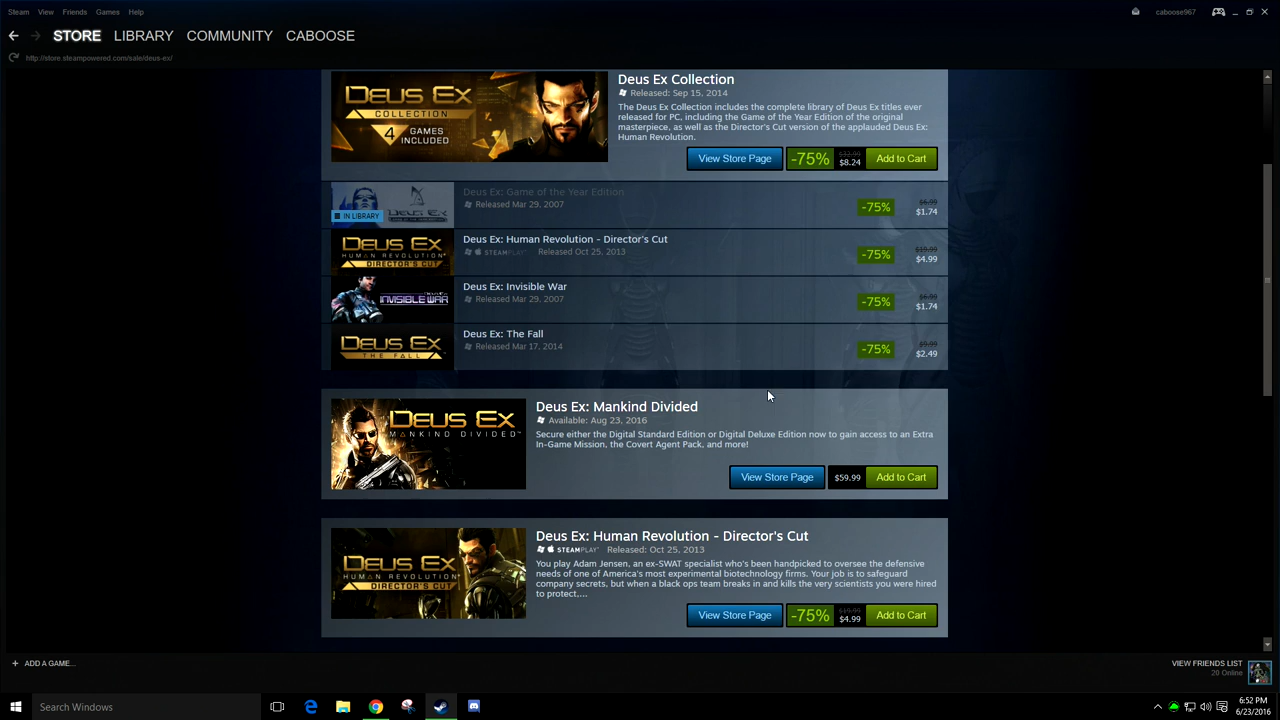 Steam View Friends Games Help
caboose967
STORE LIBRARY COMMUNITY CABOOSE
http://store.steampowered.com/sale/deus-ex/
DEUS EX
COLLECTION
4 GAMES
INCLUDED
Deus Ex Collection
Released: Sep 15, 2014
The Deus Ex Collection includes the complete library of Deus Ex titles ever
released for PC, including the Game of the Year Edition of the original
masterpiece, as well as the Director's Cut version of the applauded Deus Ex:
Human Revolution.
View Store Page
-75%
$32.99
$8.24
Add to Cart
IN LIBRARY
Deus Ex: Game of the Year Edition
Released Mar 29, 2007
-75%
$6.99
$1.74
DEUS EX
HUMAN REVOLUTION
DIRECTOR'S CUT
Deus Ex: Human Revolution - Director's Cut
STEAMPLAY Released Oct 25, 2013
-75%
$19.99
$4.99
INVISIBLE WAR
Deus Ex: Invisible War
Released Mar 29, 2007
-75%
$6.99
$1.74
DEUS EX
THE FALL
Deus Ex: The Fall
Released Mar 17, 2014
-75%
$9.99
$2.49
DEUS EX
MANKIND DIVIDED™
Deus Ex: Mankind Divided
Available: Aug 23, 2016
Secure either the Digital Standard Edition or Digital Deluxe Edition now to gain access to an Extra
In-Game Mission, the Covert Agent Pack, and more!
View Store Page
$59.99
Add to Cart
DEUS EX
HUMAN REVOLUTION
DIRECTOR'S CUT
Deus Ex: Human Revolution - Director's Cut
STEAMPLAY™ Released: Oct 25, 2013
You play Adam Jensen, an ex-SWAT specialist who's been handpicked to oversee the defensive
needs of one of America's most experimental biotechnology firms. Your job is to safeguard
company secrets, but when a black ops team breaks in and kills the very scientists you were hired
to protect,...
View Store Page
-75%
$19.99
$4.99
Add to Cart
+ ADD A GAME...
VIEW FRIENDS LIST
20 Online
Search Windows
6:52 PM
6/23/2016